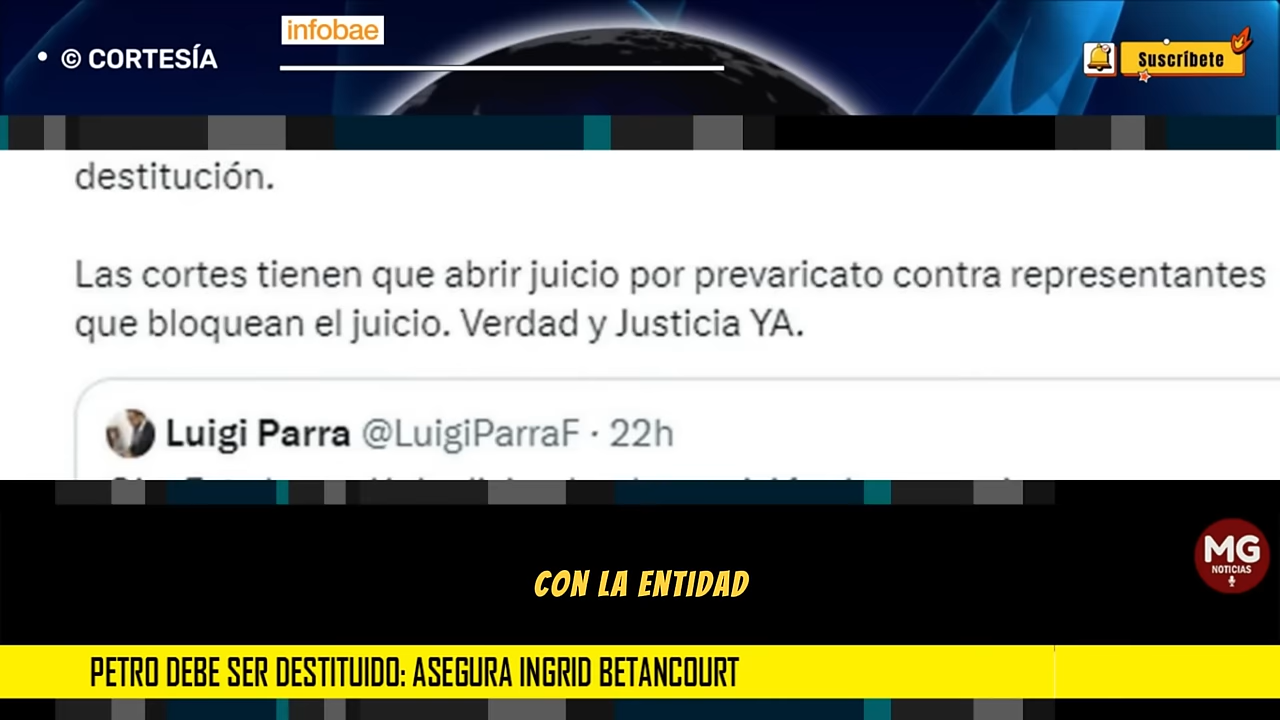 infobae
• © CORTESÍA
Suscríbete
destitución.
Las cortes tienen que abrir juicio por prevaricato contra representantes
que bloquean el juicio. Verdad y Justicia YA.
Luigi Parra @LuigiParraF · 22h
MG
NOTICIAS
CON LA ENTIDAD
PETRO DEBE SER DESTITUIDO: ASEGURA INGRID BETANCOURT